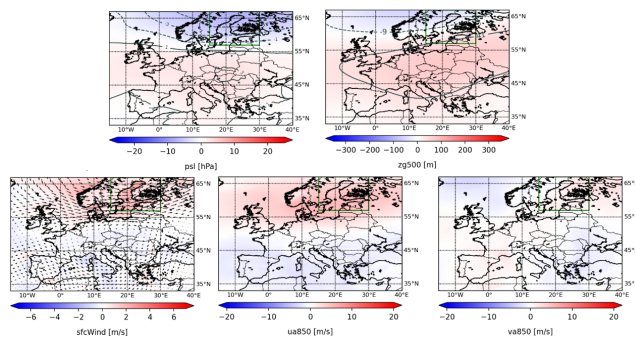 65°N
55°N
45°N
35°N
10°W 0° 10°E 20°E 30°E 40°E
−20 −10 0 10 20
psl [hPa]
-9
65°N
55°N
45°N
35°N
10°W 0° 10°E 20°E 30°E 40°E
−300 −200 −100 0 100 200 300
zg500 [m]
65°N
55°N
45°N
35°N
10°W 0° 10°E 20°E 30°E 40°E
−6 −4 −2 0 2 4 6
sfcWind [m/s]
65°N
55°N
45°N
35°N
10°W 0° 10°E 20°E 30°E 40°E
−20 −10 0 10 20
ua850 [m/s]
65°N
55°N
45°N
35°N
10°W 0° 10°E 20°E 30°E 40°E
−20 −10 0 10 20
va850 [m/s]